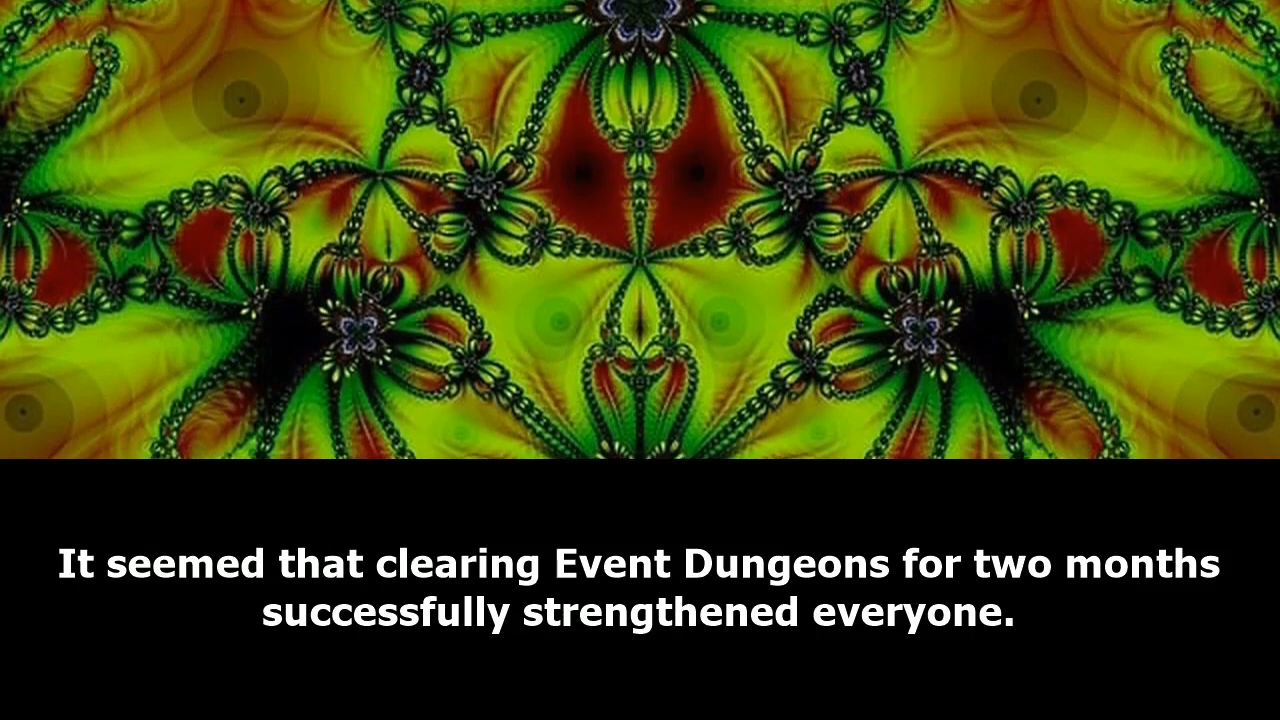 It seemed that clearing Event Dungeons for two months
successfully strengthened everyone.